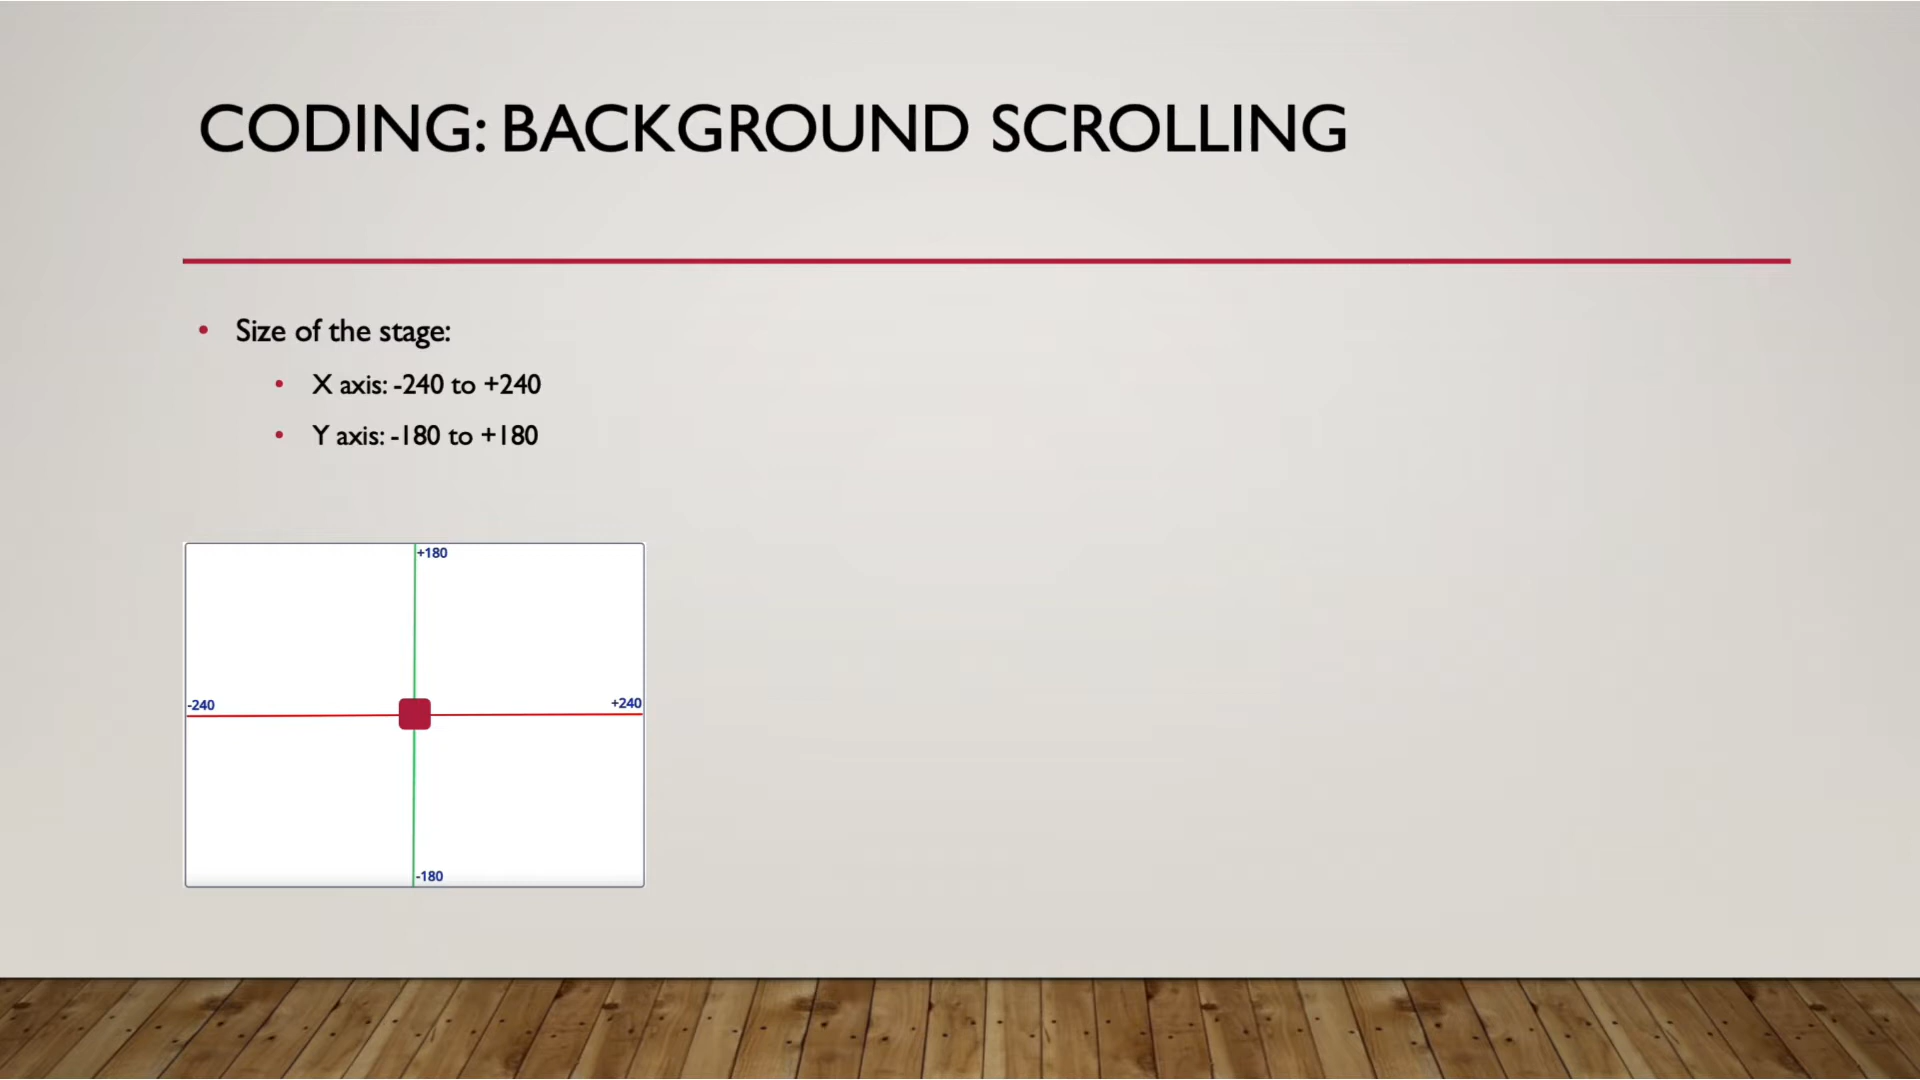 CODING: BACKGROUND SCROLLING
• Size of the stage:
• X axis: -240 to +240
• Y axis: -180 to +180
+180
-240
+240
-180